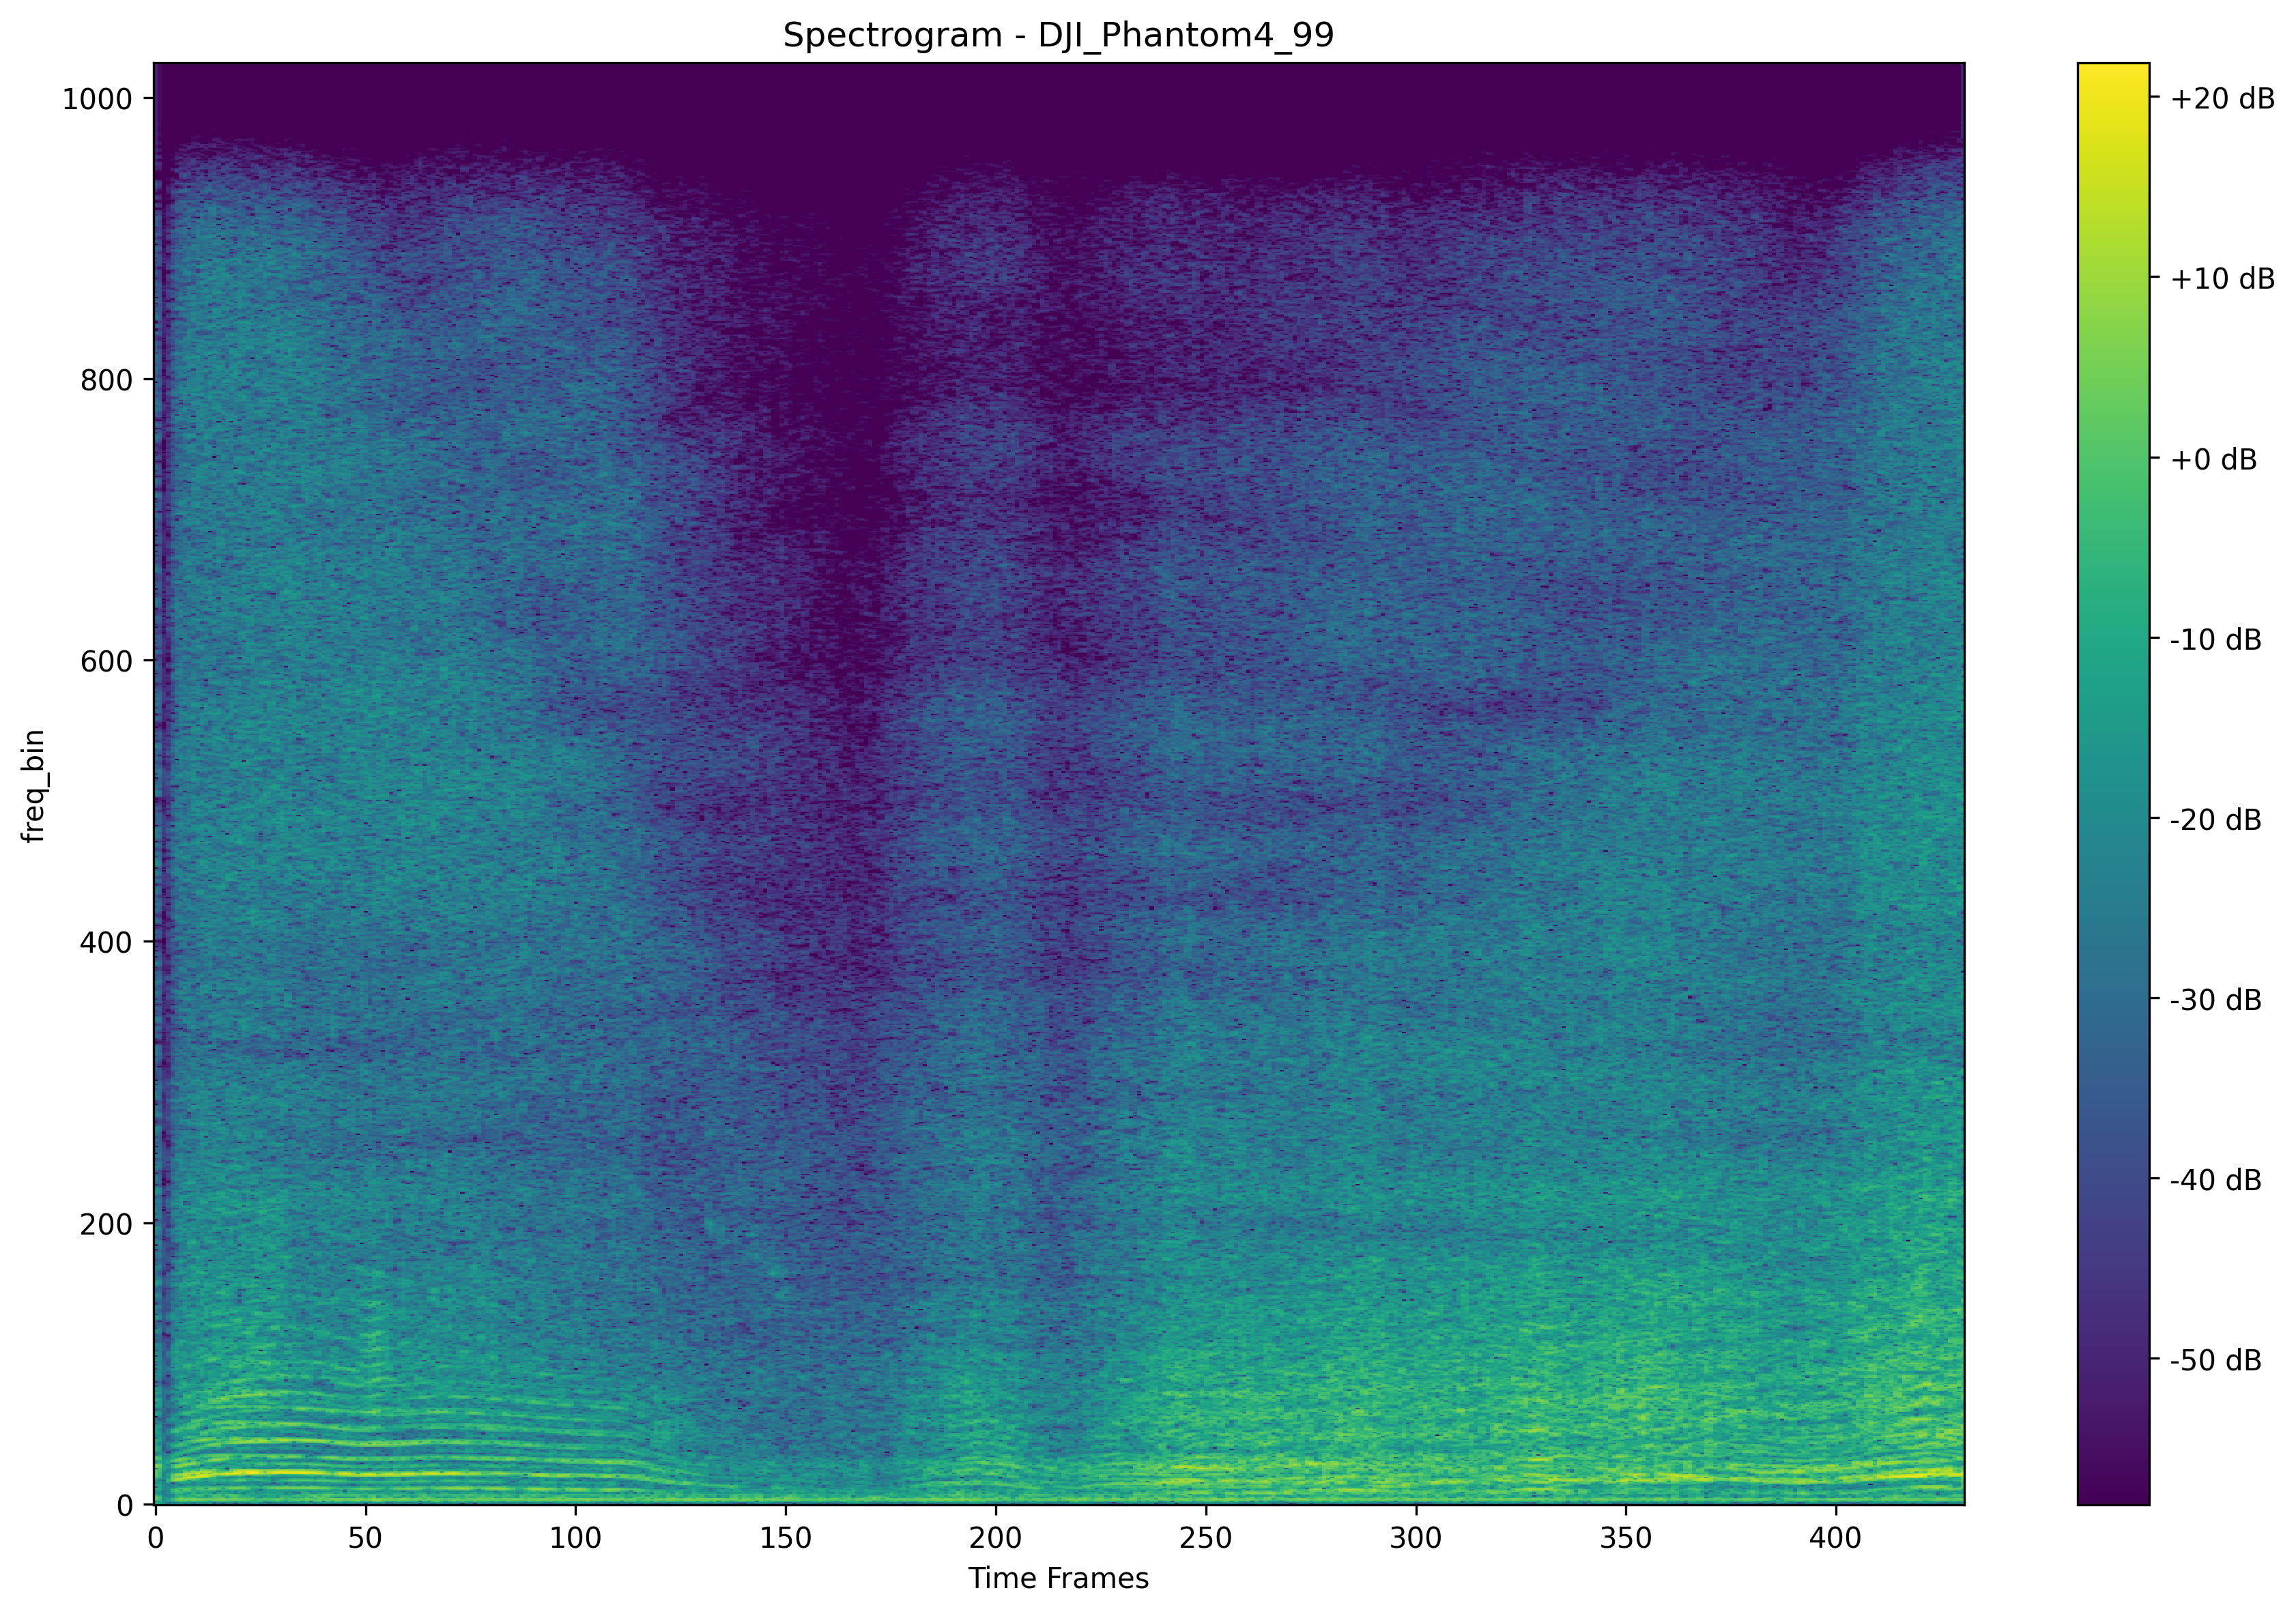 Spectrogram - DJI_Phantom4_99
freq_bin
1000
800
600
400
200
0
0 50 100 150 200 250 300 350 400
Time Frames
+20 dB
+10 dB
+0 dB
-10 dB
-20 dB
-30 dB
-40 dB
-50 dB